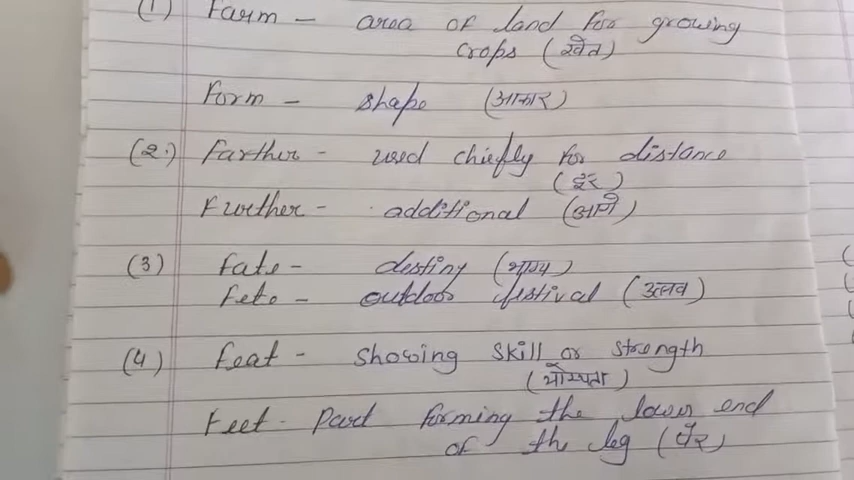 (1) Farm - area of land for growing
crops (खेत)
Form - shape (आकार)
(2.) Farther - used chiefly for distance
(दूर)
Further - additional (आगे)
(3) Fate - destiny (भाग्य)
Fete - outdoor festival (उत्सव)
(4) Feat - showing skill or strength
(योग्यता)
Feet - part forming the lower end
of the leg (पैर)